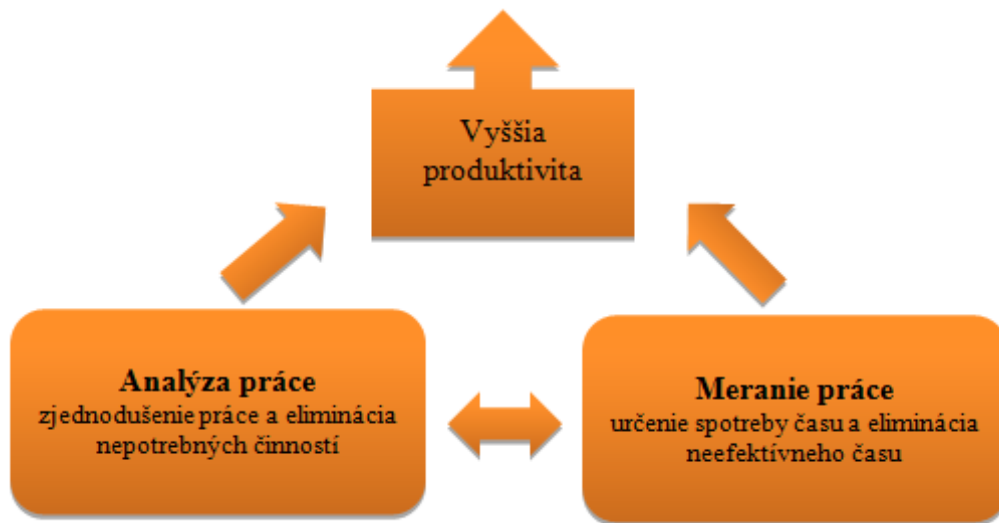 Vyššia
produktivita
Analýza práce
zjednodušenie práce a eliminácia
nepotrebných činností
Meranie práce
určenie spotreby času a eliminácia
neefektívneho času